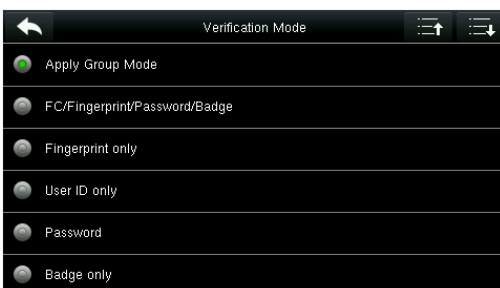 Verification Mode
Apply Group Mode
FC/Fingerprint/Password/Badge
Fingerprint only
User ID only
Password
Badge only